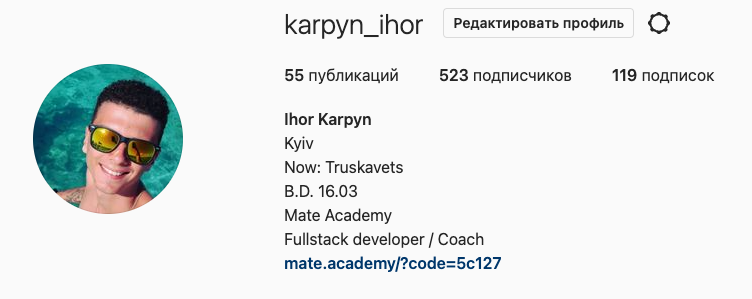 karpyn_ihor Редактировать профиль
55 публикаций 523 подписчиков 119 подписок
Ihor Karpyn
Kyiv
Now: Truskavets
B.D. 16.03
Mate Academy
Fullstack developer / Coach
mate.academy/?code=5c127